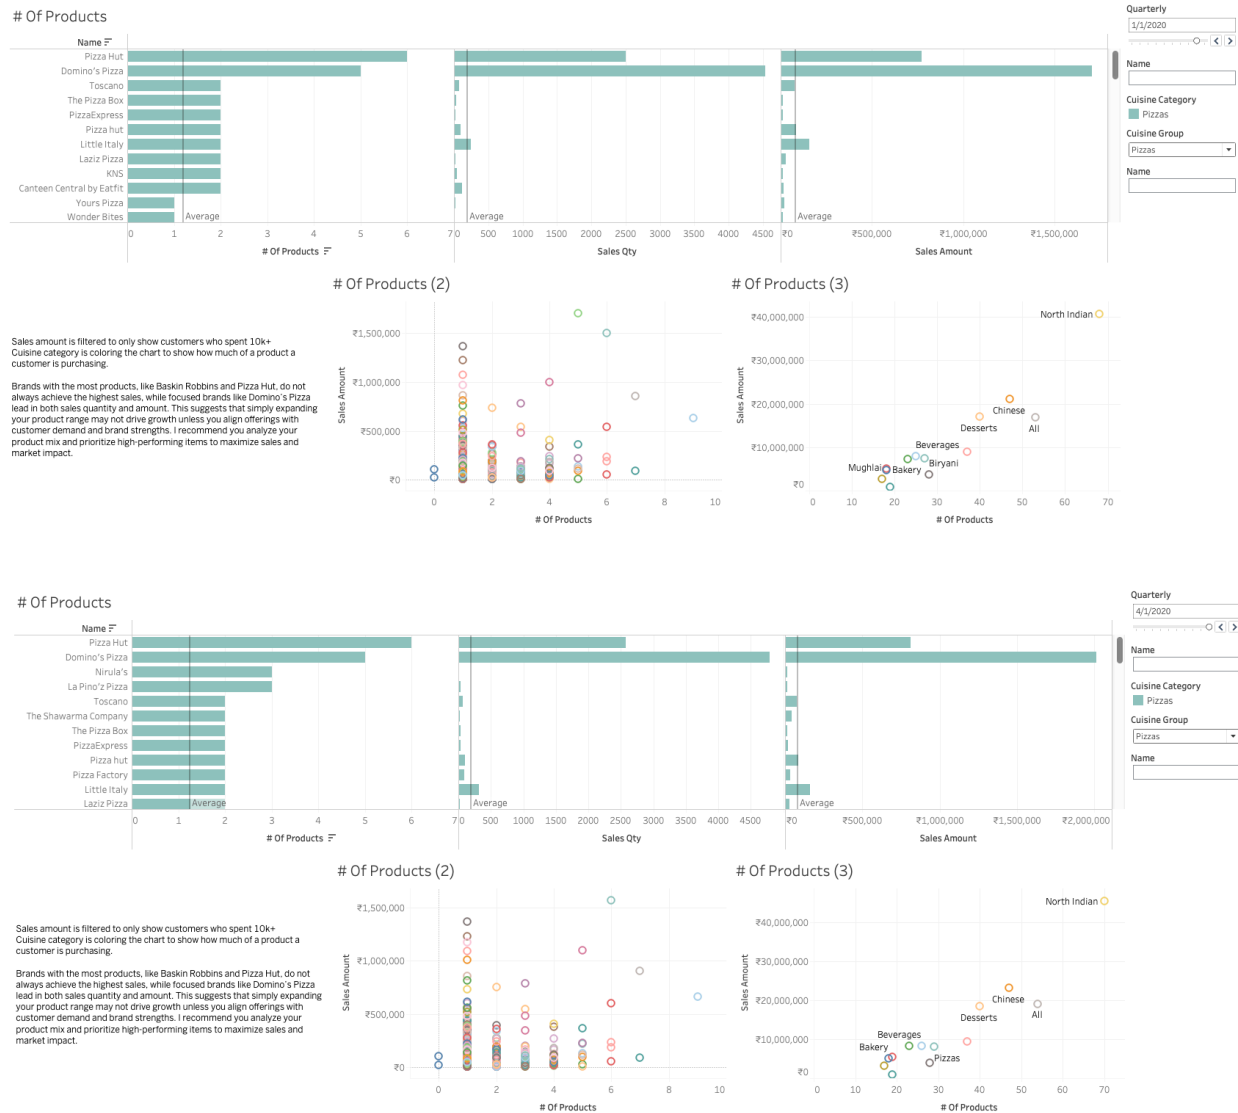 # Of Products
Quarterly
1/1/2020
Name
Pizza Hut
Domino's Pizza
Toscano
The Pizza Box
PizzaExpress
Pizza hut
Little Italy
Laziz Pizza
KNS
Canteen Central by Eatfit
Yours Pizza
Wonder Bites
Average
Average
Average
0 1 2 3 4 5 6 7
0 500 1000 1500 2000 2500 3000 3500 4000 4500
₹0 ₹500,000 ₹1,000,000 ₹1,500,000
# Of Products
Sales Qty
Sales Amount
Name
Cuisine Category
Pizzas
Cuisine Group
Pizzas
Name
Sales amount is filtered to only show customers who spent 10k+
Cuisine category is coloring the chart to show how much of a product a
customer is purchasing.
Brands with the most products, like Baskin Robbins and Pizza Hut, do not
always achieve the highest sales, while focused brands like Domino's Pizza
lead in both sales quantity and amount. This suggests that simply expanding
your product range may not drive growth unless you align offerings with
customer demand and brand strengths. I recommend you analyze your
product mix and prioritize high-performing items to maximize sales and
market impact.
# Of Products (2)
Sales Amount
₹1,500,000
₹1,000,000
₹500,000
₹0
0 2 4 6 8 10
# Of Products
# Of Products (3)
Sales Amount
₹40,000,000
₹30,000,000
₹20,000,000
₹10,000,000
₹0
North Indian
Chinese
Desserts
All
Beverages
Biryani
Mughlai
Bakery
0 10 20 30 40 50 60 70
# Of Products
# Of Products
Quarterly
4/1/2020
Name
Pizza Hut
Domino's Pizza
Nirula's
La Pino'z Pizza
Toscano
The Shawarma Company
The Pizza Box
PizzaExpress
Pizza hut
Pizza Factory
Little Italy
Laziz Pizza
Average
Average
Average
0 1 2 3 4 5 6 7
0 500 1000 1500 2000 2500 3000 3500 4000 4500
₹0 ₹500,000 ₹1,000,000 ₹1,500,000 ₹2,000,000
# Of Products
Sales Qty
Sales Amount
Name
Cuisine Category
Pizzas
Cuisine Group
Pizzas
Name
Sales amount is filtered to only show customers who spent 10k+
Cuisine category is coloring the chart to show how much of a product a
customer is purchasing.
Brands with the most products, like Baskin Robbins and Pizza Hut, do not
always achieve the highest sales, while focused brands like Domino's Pizza
lead in both sales quantity and amount. This suggests that simply expanding
your product range may not drive growth unless you align offerings with
customer demand and brand strengths. I recommend you analyze your
product mix and prioritize high-performing items to maximize sales and
market impact.
# Of Products (2)
Sales Amount
₹1,500,000
₹1,000,000
₹500,000
₹0
0 2 4 6 8 10
# Of Products
# Of Products (3)
Sales Amount
₹40,000,000
₹30,000,000
₹20,000,000
₹10,000,000
₹0
North Indian
Chinese
Desserts
All
Beverages
Bakery
Pizzas
0 10 20 30 40 50 60 70
# Of Products